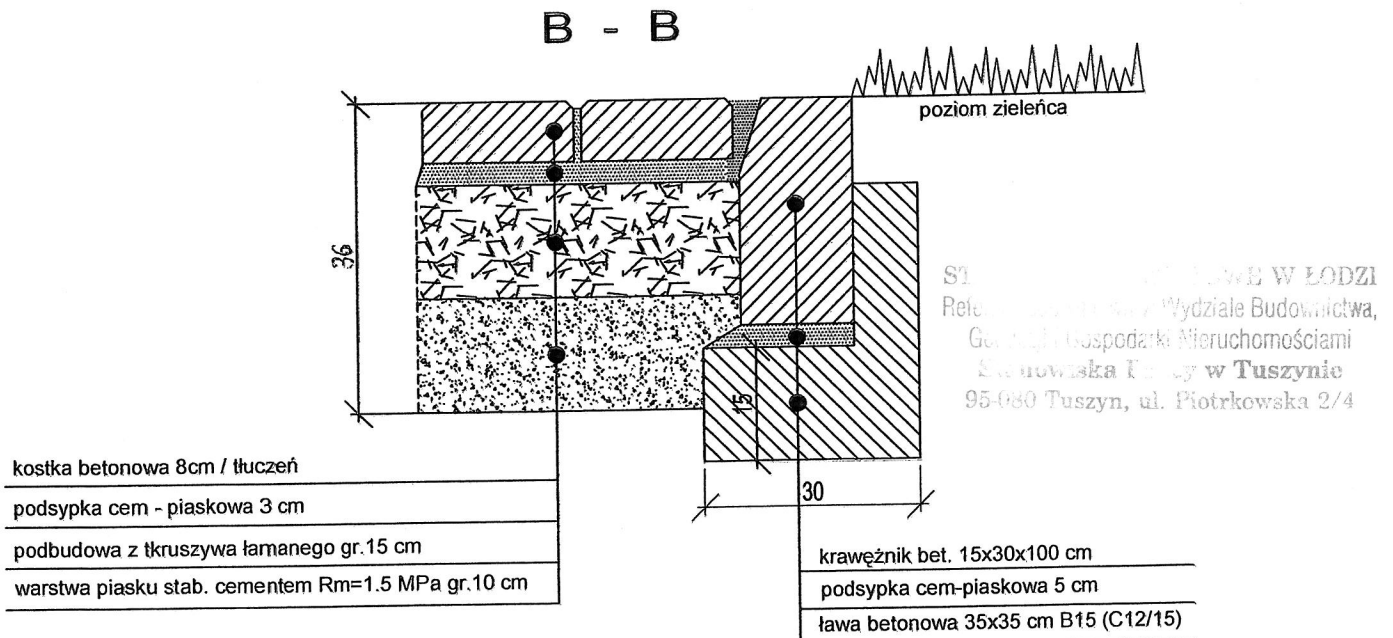 B - B
poziom zieleńca
36
W ŁODZI
Wydziale Budownictwa,
Gospodarki Nieruchomościami
w Tuszynie
95-080 Tuszyn, ul. Piotrkowska 2/4
15
30
kostka betonowa 8cm / tłuczeń
podsypka cem - piaskowa 3 cm
podbudowa z tkruszywa łamanego gr.15 cm
warstwa piasku stab. cementem Rm=1.5 MPa gr.10 cm
krawężnik bet. 15x30x100 cm
podsypka cem-piaskowa 5 cm
ława betonowa 35x35 cm B15 (C12/15)